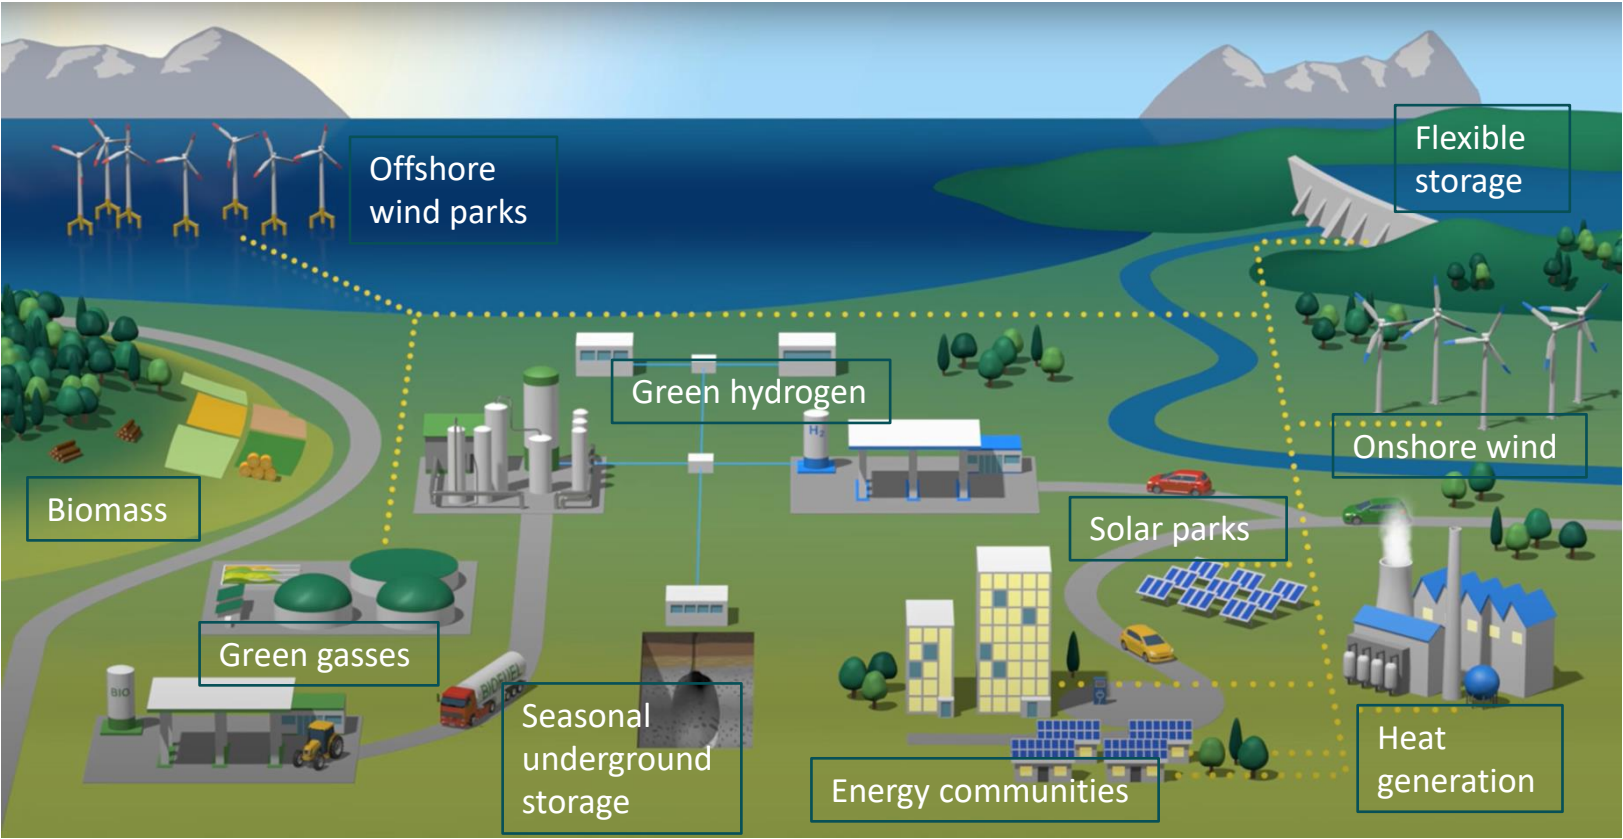 Offshore
wind parks
Flexible
storage
Green hydrogen
H₂
Onshore wind
Biomass
Solar parks
Green gasses
BIO
BIOFUEL
Seasonal
underground
storage
Energy communities
Heat
generation